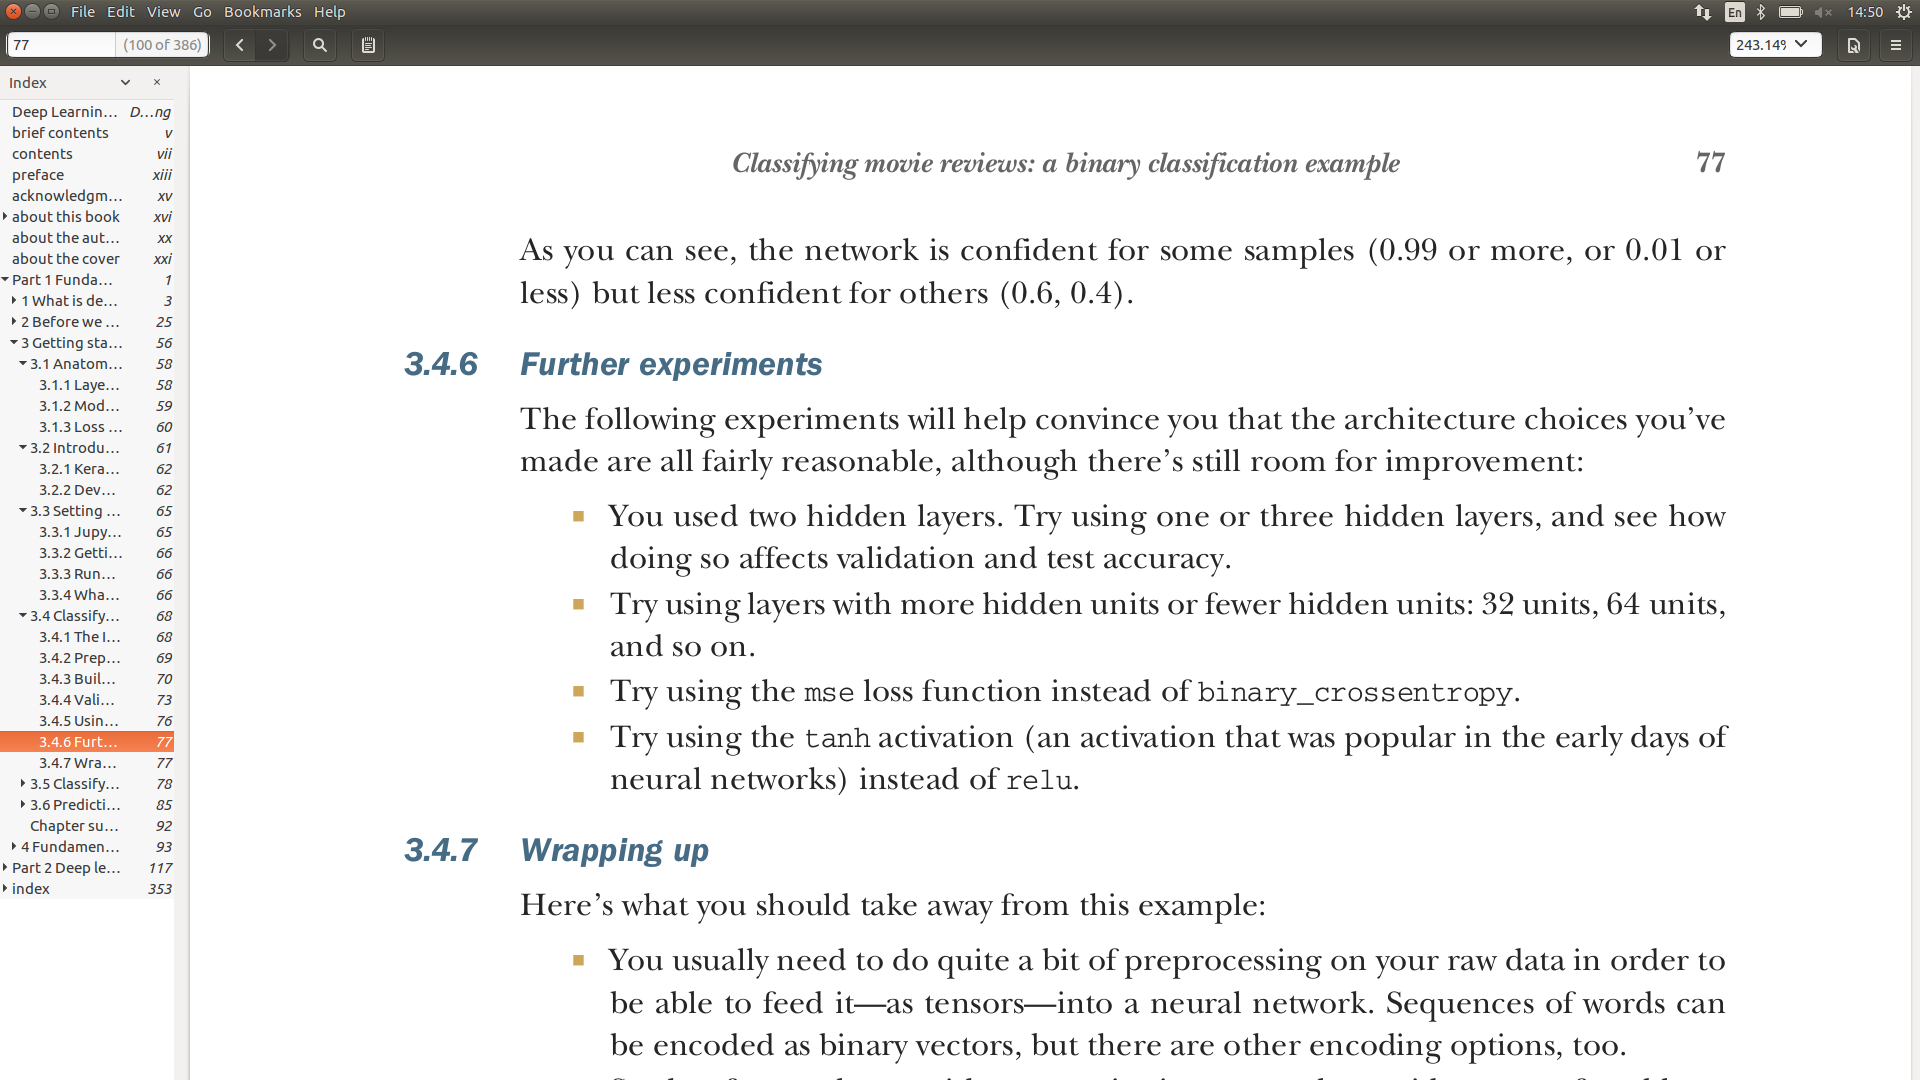 File Edit View Go Bookmarks Help
En 14:50
77 (100 of 386) 243.14%
Index
Deep Learnin... D...ng
brief contents v
contents vii
preface xiii
acknowledgm... xv
about this book xvi
about the aut... xx
about the cover xxi
Part 1 Funda... 1
1 What is de... 3
2 Before we ... 25
3 Getting sta... 56
3.1 Anatom... 58
3.1.1 Laye... 58
3.1.2 Mod... 59
3.1.3 Loss ... 60
3.2 Introdu... 61
3.2.1 Kera... 62
3.2.2 Dev... 62
3.3 Setting ... 65
3.3.1 Jupy... 65
3.3.2 Getti... 66
3.3.3 Run... 66
3.3.4 Wha... 66
3.4 Classify... 68
3.4.1 The I... 68
3.4.2 Prep... 69
3.4.3 Buil... 70
3.4.4 Vali... 73
3.4.5 Usin... 76
3.4.6 Furt... 77
3.4.7 Wra... 77
3.5 Classify... 78
3.6 Predicti... 85
Chapter su... 92
4 Fundamen... 93
Part 2 Deep le... 117
index 353
Classifying movie reviews: a binary classification example 77
As you can see, the network is confident for some samples (0.99 or more, or 0.01 or
less) but less confident for others (0.6, 0.4).
3.4.6 Further experiments
The following experiments will help convince you that the architecture choices you’ve
made are all fairly reasonable, although there’s still room for improvement:
You used two hidden layers. Try using one or three hidden layers, and see how
doing so affects validation and test accuracy.
Try using layers with more hidden units or fewer hidden units: 32 units, 64 units,
and so on.
Try using the mse loss function instead of binary_crossentropy.
Try using the tanh activation (an activation that was popular in the early days of
neural networks) instead of relu.
3.4.7 Wrapping up
Here’s what you should take away from this example:
You usually need to do quite a bit of preprocessing on your raw data in order to
be able to feed it—as tensors—into a neural network. Sequences of words can
be encoded as binary vectors, but there are other encoding options, too.